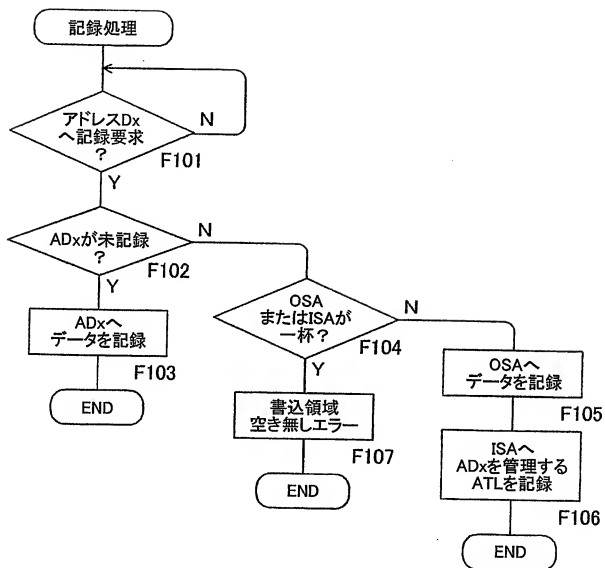 記録処理
アドレスDx
へ記録要求
?
N
F101
Y
ADxが未記録
?
N
F102
Y
ADxへ
データを記録
F103
END
OSA
またはISAが
一杯?
N
F104
Y
書込領域
空き無しエラー
F107
END
OSAへ
データを記録
F105
ISAへ
ADxを管理する
ATLを記録
F106
END